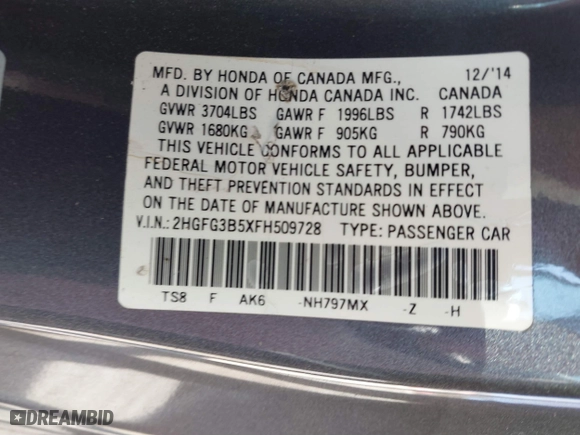 MFD. BY HONDA OF CANADA MFG., 12/'14
A DIVISION OF HONDA CANADA INC. CANADA
GVWR 3704LBS GAWR F 1996LBS R 1742LBS
GVWR 1680KG GAWR F 905KG R 790KG
THIS VEHICLE CONFORMS TO ALL APPLICABLE
FEDERAL MOTOR VEHICLE SAFETY, BUMPER,
AND THEFT PREVENTION STANDARDS IN EFFECT
ON THE DATE OF MANUFACTURE SHOWN ABOVE.
V.I.N.: 2HGFG3B5XFH509728 TYPE: PASSENGER CAR
TS8 F AK6 -NH797MX -Z -H
DREAMBID